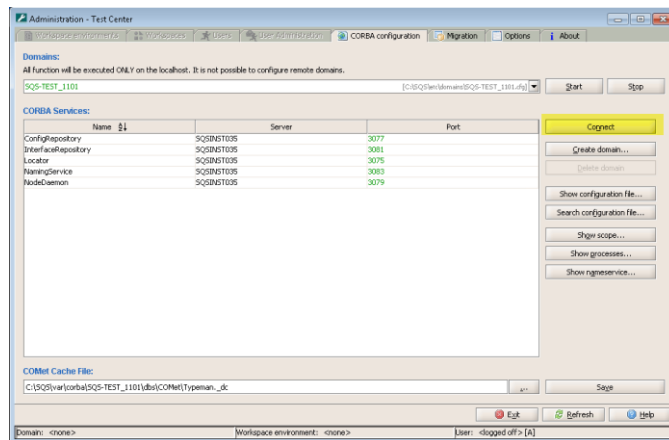 Administration - Test Center
Workspace environments Workspaces Users User Administration CORBA configuration Migration Options About
Domains:
All function will be executed ONLY on the localhost. It is not possible to configure remote domains.
SQS-TEST_1101 [C:\SQS\etc\domains\SQS-TEST_1101.cfg] Start Stop
CORBA Services:
Name Server Port
Connect
ConfigRepository SQSINST035 3077
InterfaceRepository SQSINST035 3081
Locator SQSINST035 3075
NamingService SQSINST035 3083
NodeDaemon SQSINST035 3079
Create domain...
Delete domain
Show configuration file...
Search configuration file...
Show scope...
Show processes...
Show nameservice...
COMet Cache File:
C:\SQS\var\corba\SQS-TEST_1101\dbs\COMet\Typeman._dc ... Save
Exit Refresh Help
Domain: <none> Workspace environment: <none> User: <logged off> [A]